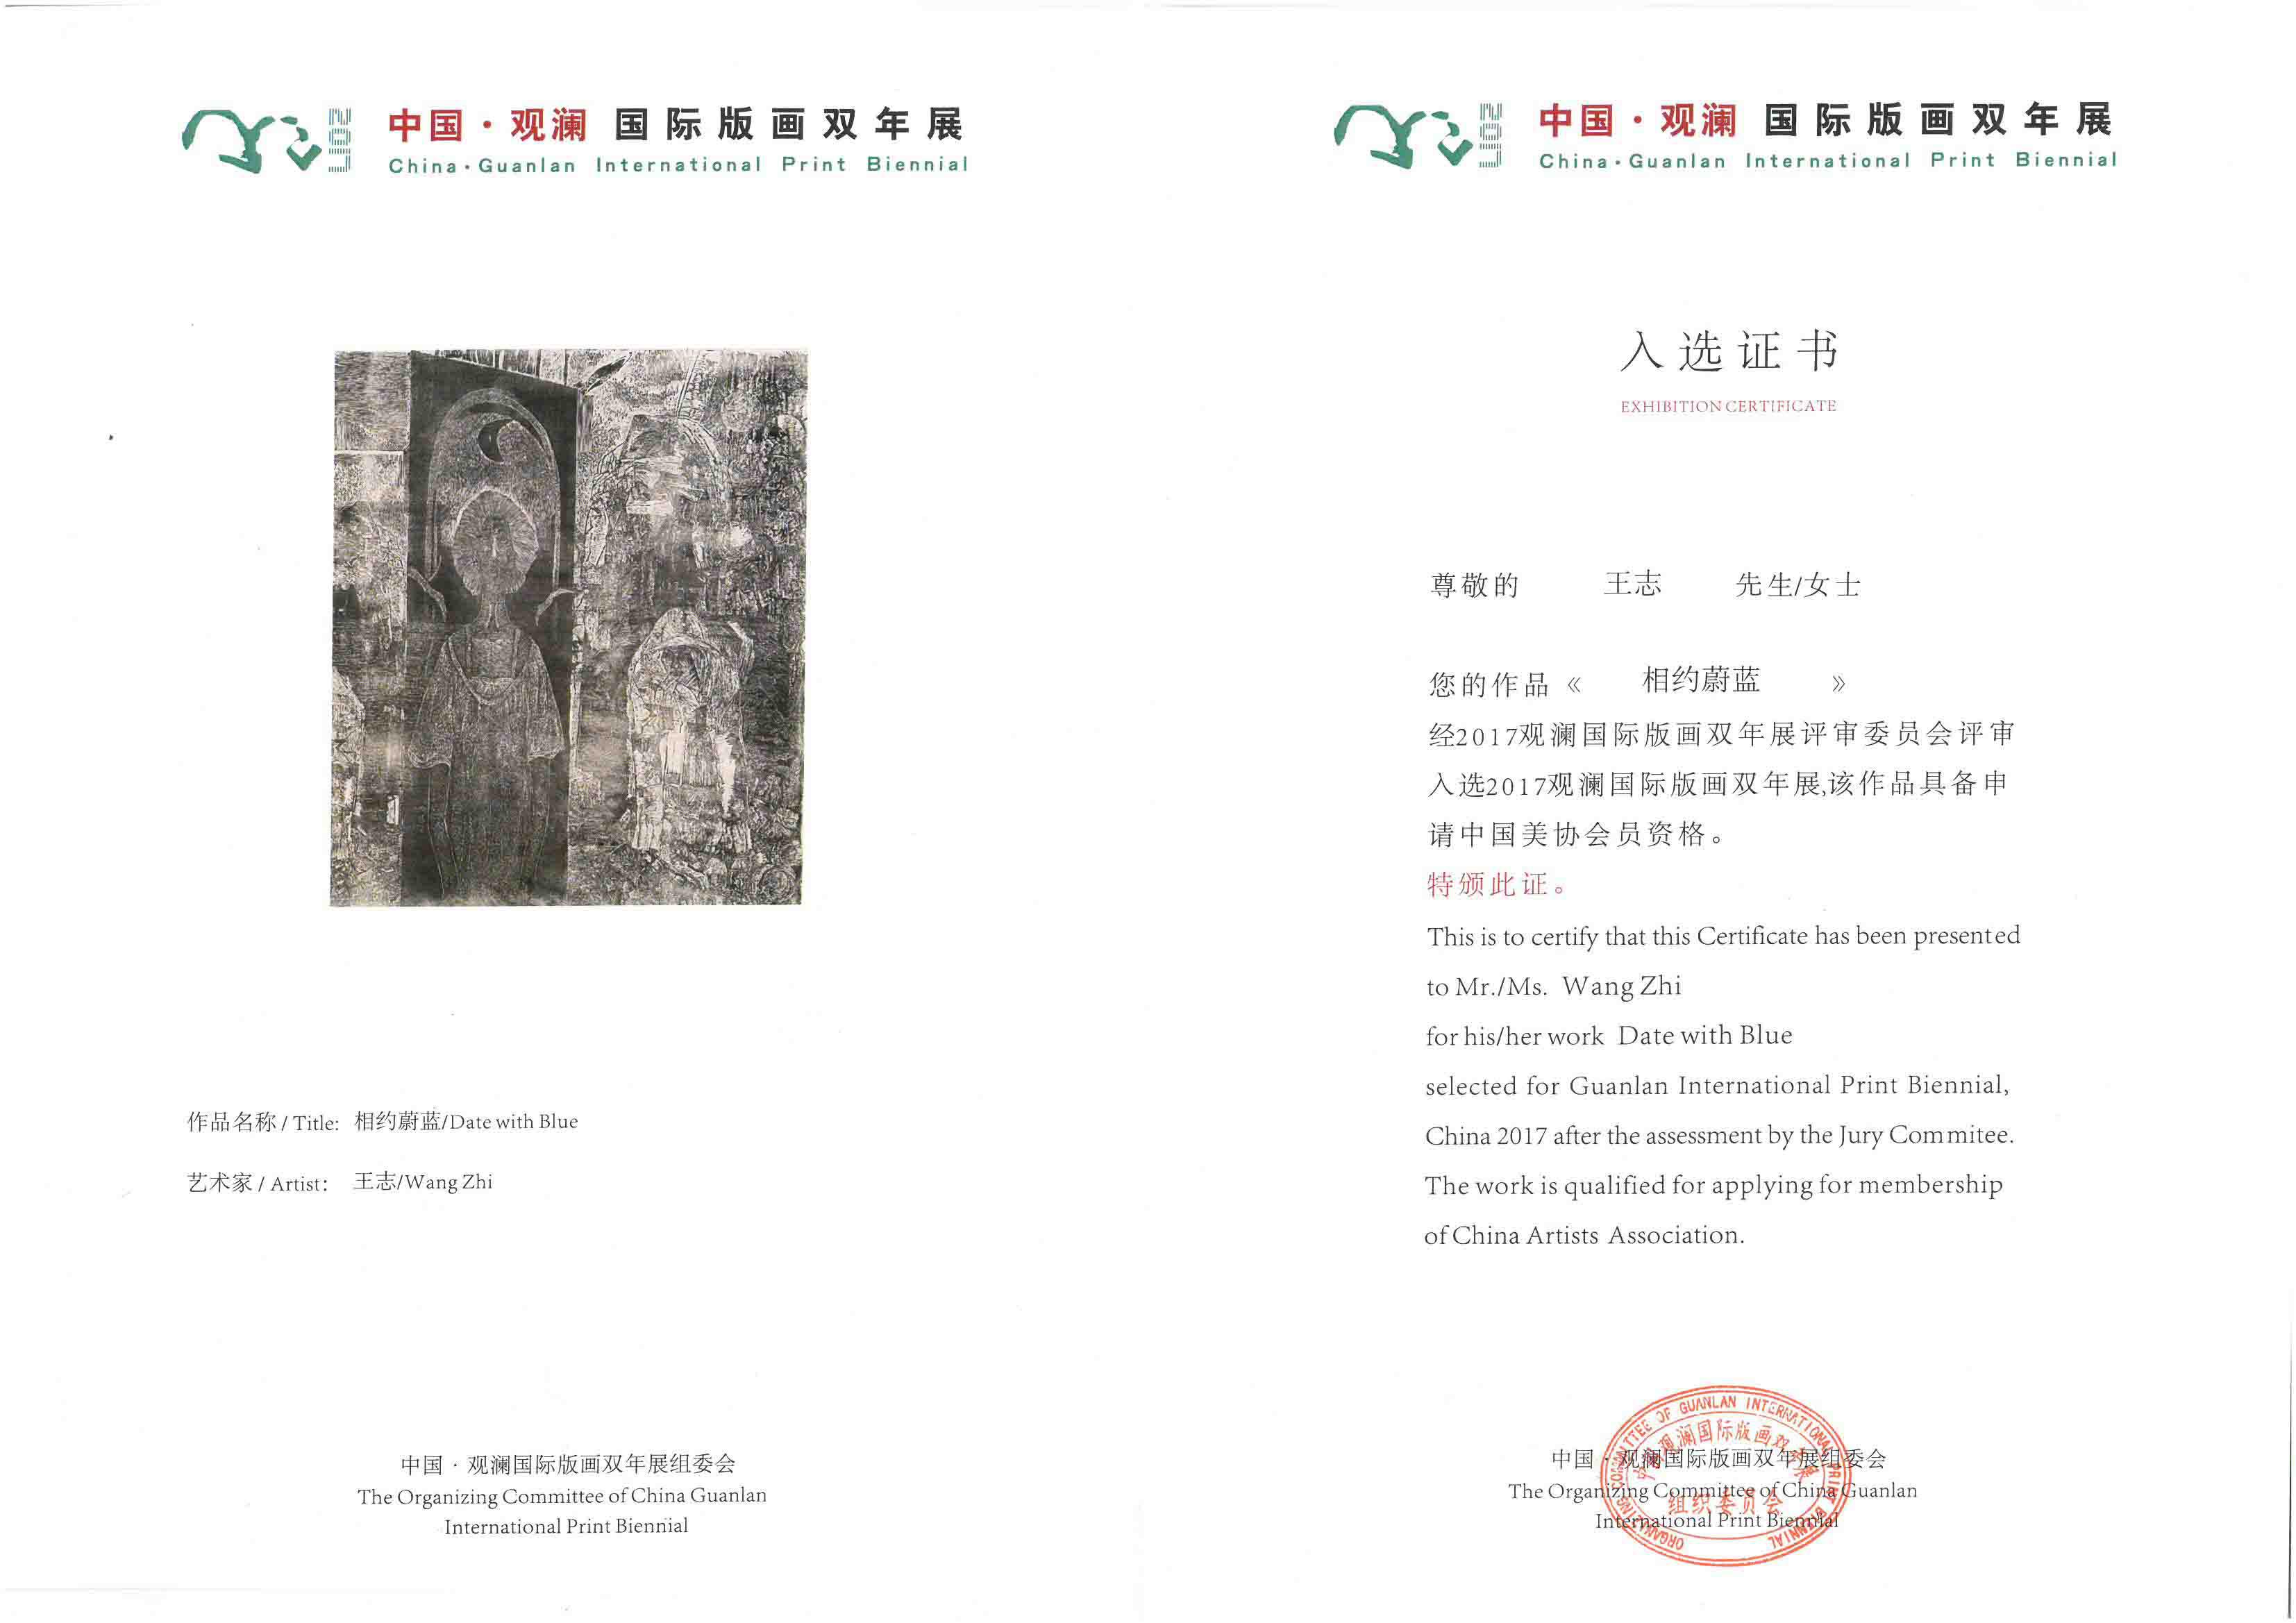 2017
中国·观澜 国际版画双年展
China·Guanlan International Print Biennial
作品名称 / Title: 相约蔚蓝/Date with Blue
艺术家 / Artist: 王志/Wang Zhi
中国·观澜国际版画双年展组委会
The Organizing Committee of China Guanlan
International Print Biennial
2017
中国·观澜 国际版画双年展
China·Guanlan International Print Biennial
入选证书
EXHIBITION CERTIFICATE
尊敬的 王志 先生/女士
您的作品《 相约蔚蓝 》
经2017观澜国际版画双年展评审委员会评审
入选2017观澜国际版画双年展,该作品具备申
请中国美协会员资格。
特颁此证。
This is to certify that this Certificate has been presented
to Mr./Ms. Wang Zhi
for his/her work Date with Blue
selected for Guanlan International Print Biennial,
China 2017 after the assessment by the Jury Commitee.
The work is qualified for applying for membership
of China Artists Association.
中国·观澜国际版画双年展组委会
The Organizing Committee of China Guanlan
International Print Biennial
ORGANIZING COMMITTEE OF GUANLAN INTERNATIONAL PRINT BIENNIAL
中国观澜国际版画双年展
组织委员会